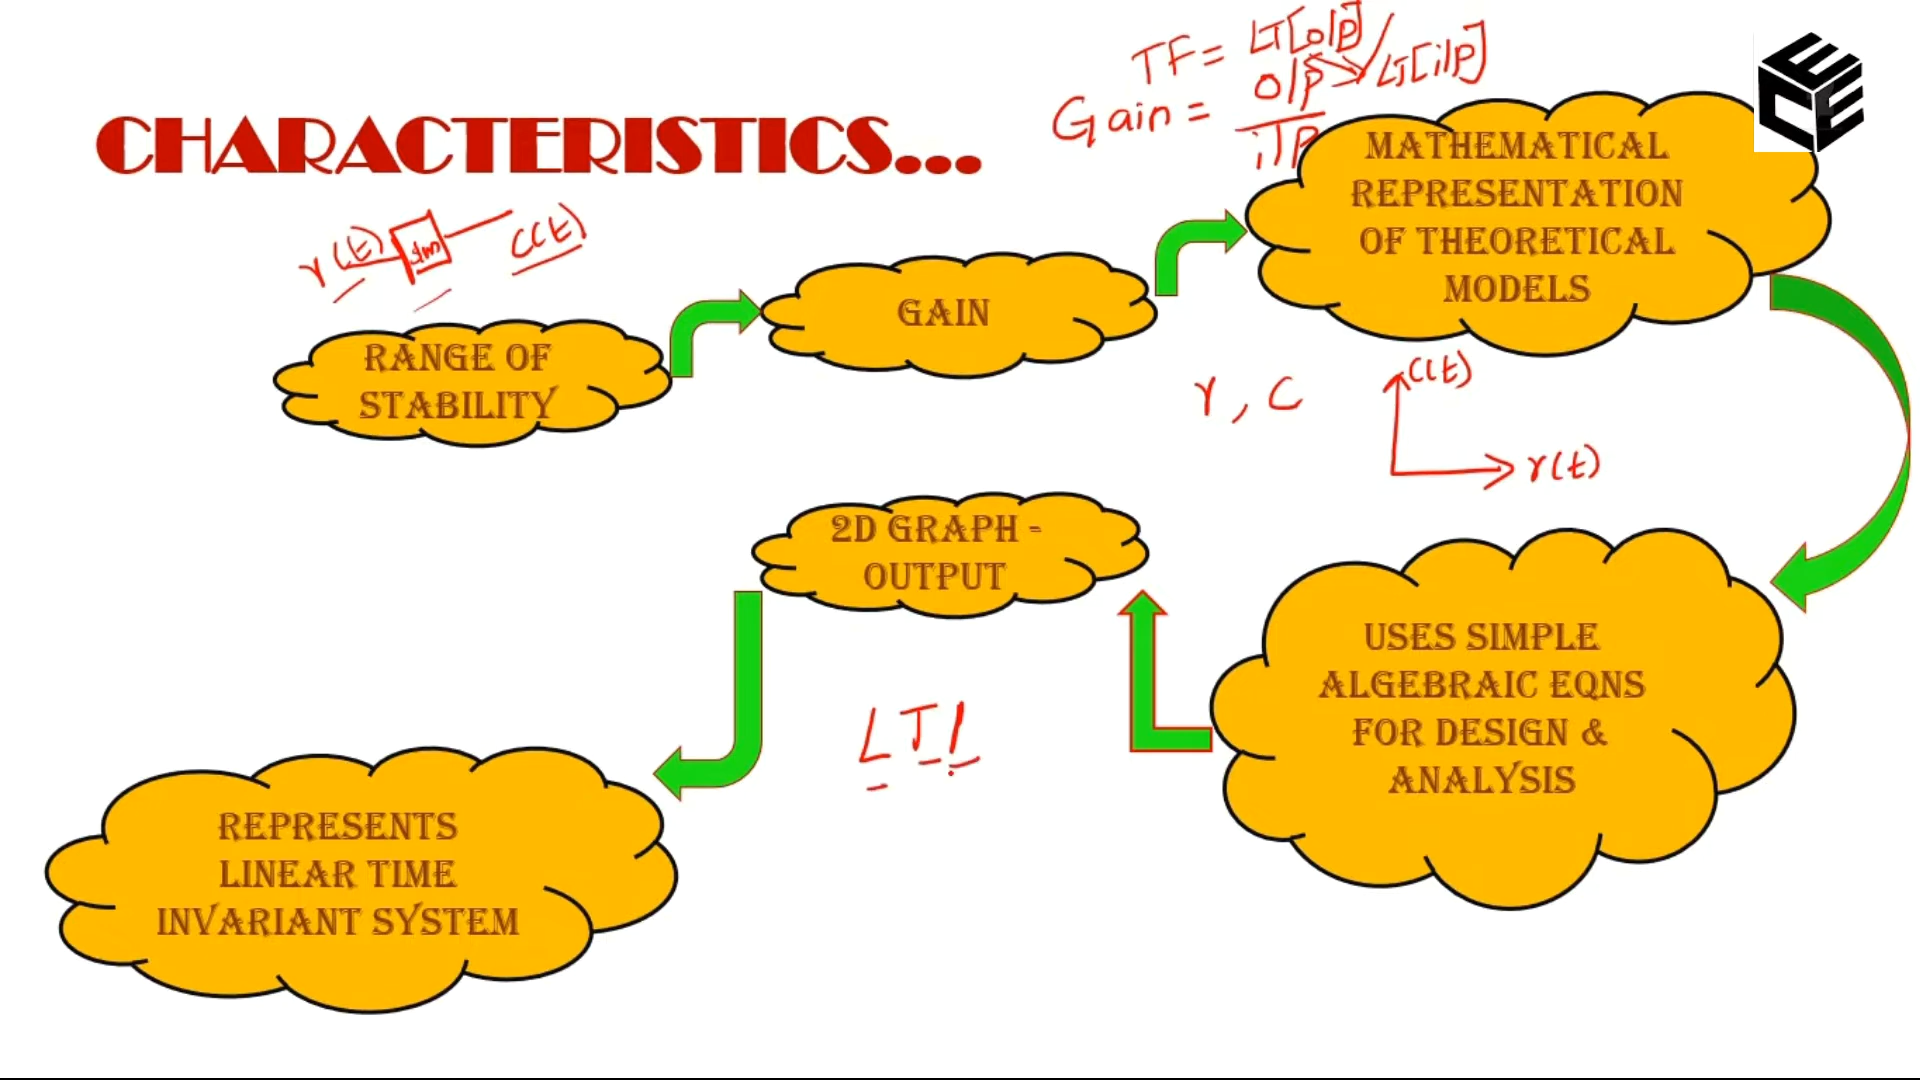 TF = LT[o/p] / LT[i/p]
Gain = o/p
i/p
ECE
CHARACTERISTICS...
r(t) c(t)
RANGE OF
STABILITY
GAIN
MATHEMATICAL
REPRESENTATION
OF THEORETICAL
MODELS
r, c
c(t)
r(t)
USES SIMPLE
ALGEBRAIC EQNS
FOR DESIGN &
ANALYSIS
2D GRAPH -
OUTPUT
LTI
REPRESENTS
LINEAR TIME
INVARIANT SYSTEM